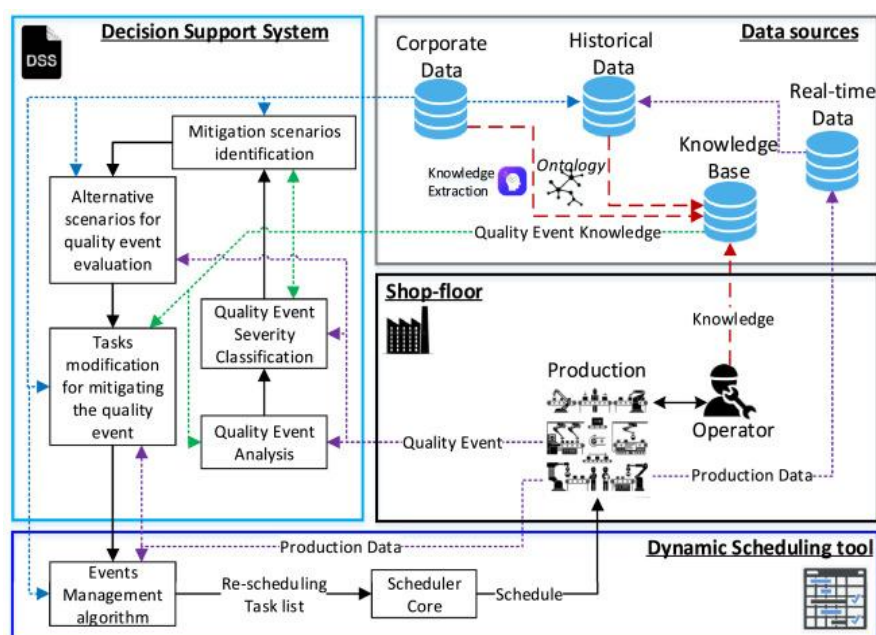 Decision Support System
DSS
Mitigation scenarios
identification
Alternative
scenarios for
quality event
evaluation
Quality Event
Severity
Classification
Tasks
modification
for mitigating
the quality
event
Quality Event
Analysis
Data sources
Corporate
Data
Historical
Data
Real-time
Data
Knowledge
Base
Knowledge
Extraction
Ontology
Quality Event Knowledge
Shop-floor
Knowledge
Production
Operator
Quality Event
Production Data
Production Data
Dynamic Scheduling tool
Events
Management
algorithm
Re-scheduling
Task list
Scheduler
Core
Schedule